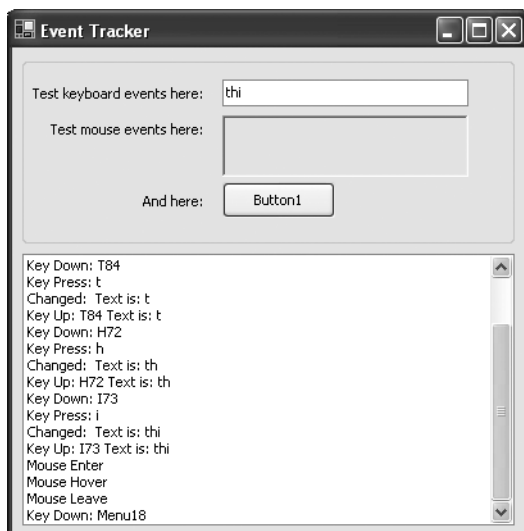 Event Tracker
Test keyboard events here:
thi
Test mouse events here:
And here:
Button1
Key Down: T84
Key Press: t
Changed:  Text is: t
Key Up: T84 Text is: t
Key Down: H72
Key Press: h
Changed:  Text is: th
Key Up: H72 Text is: th
Key Down: I73
Key Press: i
Changed:  Text is: thi
Key Up: I73 Text is: thi
Mouse Enter
Mouse Hover
Mouse Leave
Key Down: Menu18